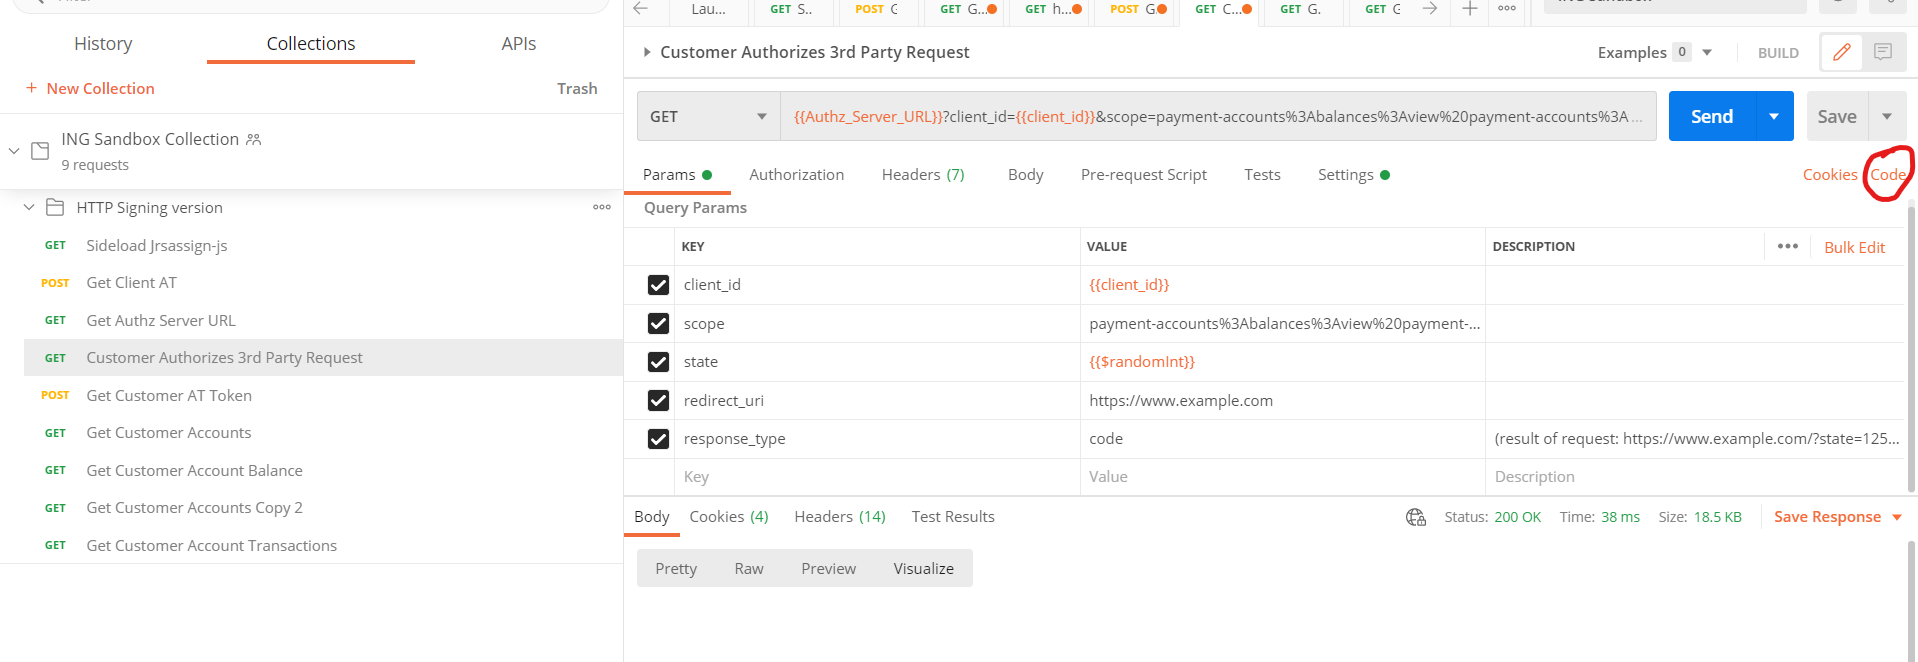 Lau...
GET S..
POST G
GET G...
GET h...
POST G
GET C...
GET G.
GET G
History
Collections
APIs
+ New Collection
Trash
ING Sandbox Collection
9 requests
HTTP Signing version
GET Sideload Jrsassign-js
POST Get Client AT
GET Get Authz Server URL
GET Customer Authorizes 3rd Party Request
POST Get Customer AT Token
GET Get Customer Accounts
GET Get Customer Account Balance
GET Get Customer Accounts Copy 2
GET Get Customer Account Transactions
Customer Authorizes 3rd Party Request
Examples 0
BUILD
GET
{{Authz_Server_URL}}?client_id={{client_id}}&scope=payment-accounts%3Abalances%3Aview%20payment-accounts%3A...
Send
Save
Params
Authorization
Headers (7)
Body
Pre-request Script
Tests
Settings
Cookies
Code
Query Params
KEY VALUE DESCRIPTION
Bulk Edit
client_id {{client_id}}
scope payment-accounts%3Abalances%3Aview%20payment-...
state {{$randomInt}}
redirect_uri https://www.example.com
response_type code (result of request: https://www.example.com/?state=125...
Key Value Description
Body
Cookies (4)
Headers (14)
Test Results
Status: 200 OK
Time: 38 ms
Size: 18.5 KB
Save Response
Pretty
Raw
Preview
Visualize